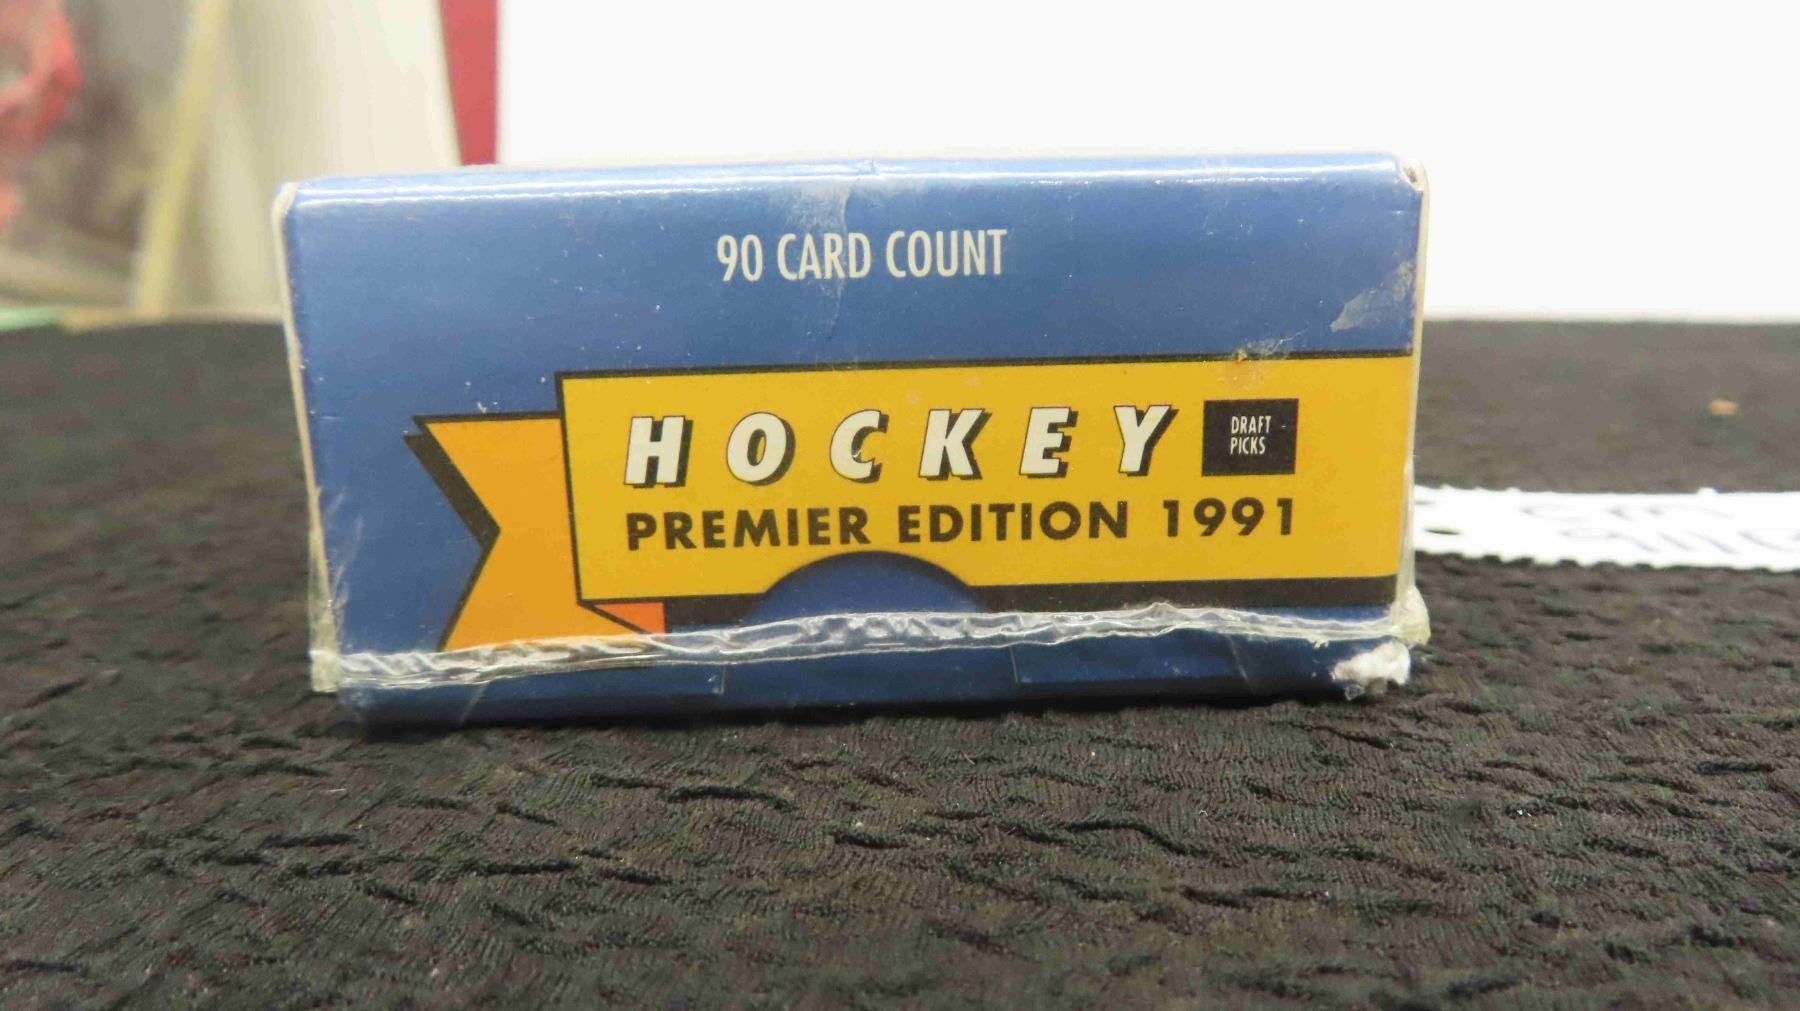 90 CARD COUNT
HOCKEY
DRAFT
PICKS
PREMIER EDITION 1991